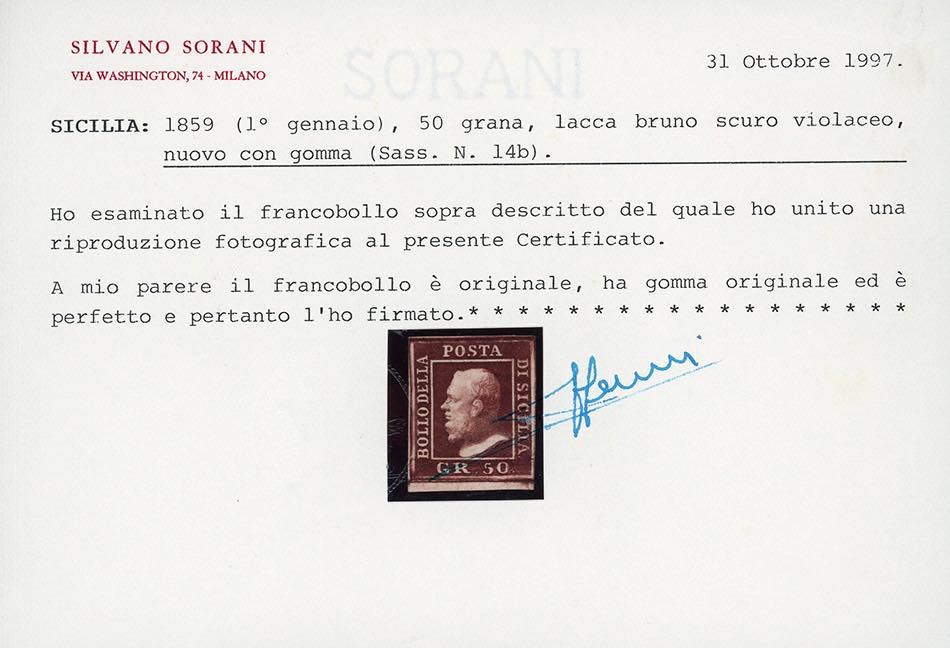 SILVANO SORANI
VIA WASHINGTON, 74 - MILANO
SORANI
31 Ottobre 1997.
SICILIA: 1859 (1° gennaio), 50 grana, lacca bruno scuro violaceo,
nuovo con gomma (Sass. N. 14b).
Ho esaminato il francobollo sopra descritto del quale ho unito una
riproduzione fotografica al presente Certificato.
A mio parere il francobollo è originale, ha gomma originale ed è
perfetto e pertanto l'ho firmato.* * * * * * * * * * * * * * * *
POSTA
BOLLO DELLA
DI SICILIA
GR. 50.